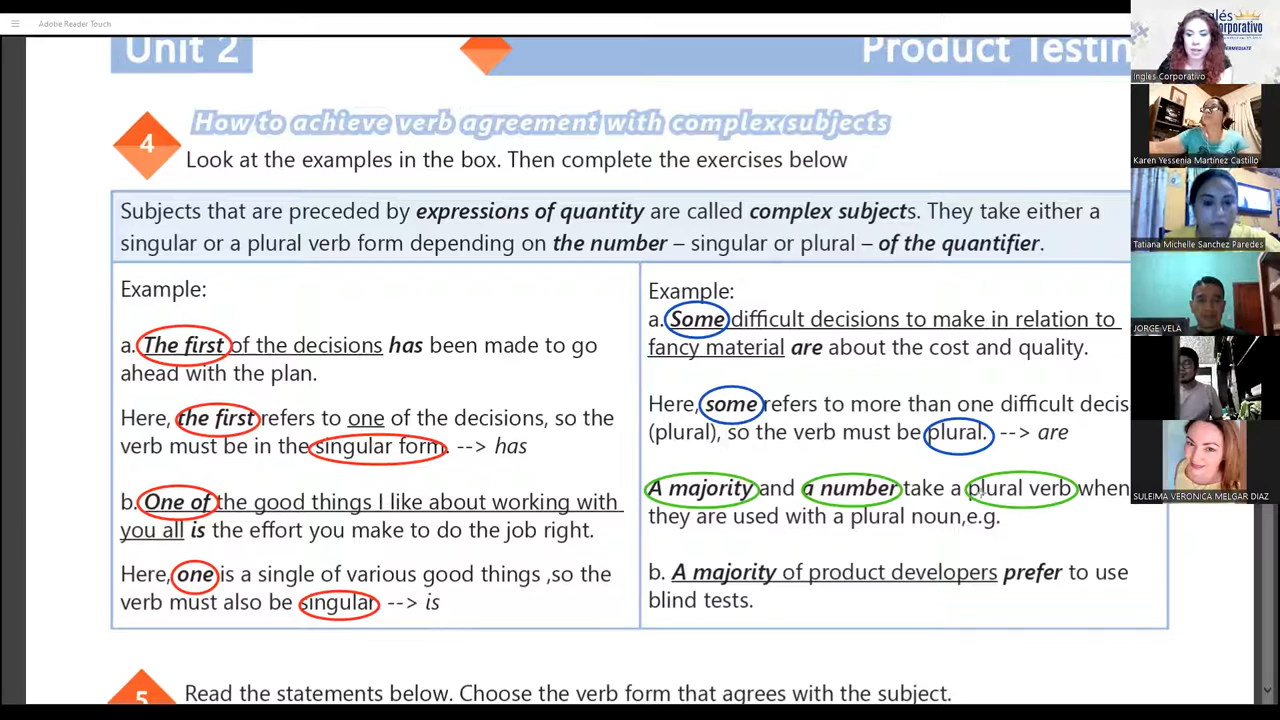 Adobe Reader Touch
Unit 2
Product Testin
4
How to achieve verb agreement with complex subjects
Look at the examples in the box. Then complete the exercises below
Subjects that are preceded by expressions of quantity are called complex subjects. They take either a
singular or a plural verb form depending on the number – singular or plural – of the quantifier.
Example:
a. The first of the decisions has been made to go
ahead with the plan.
Here, the first refers to one of the decisions, so the
verb must be in the singular form. --> has
b. One of the good things I like about working with
you all is the effort you make to do the job right.
Here, one is a single of various good things ,so the
verb must also be singular --> is
Example:
a. Some difficult decisions to make in relation to
fancy material are about the cost and quality.
Here, some refers to more than one difficult decis
(plural), so the verb must be plural. --> are
A majority and a number take a plural verb when
they are used with a plural noun,e.g.
b. A majority of product developers prefer to use
blind tests.
5
Read the statements below. Choose the verb form that agrees with the subject.
glés
orporativo
Ingles Corporativo
Karen Yessenia Martínez Castillo
Tatiana Michelle Sanchez Paredes
JORGE VELA
SULEIMA VERONICA MELGAR DIAZ